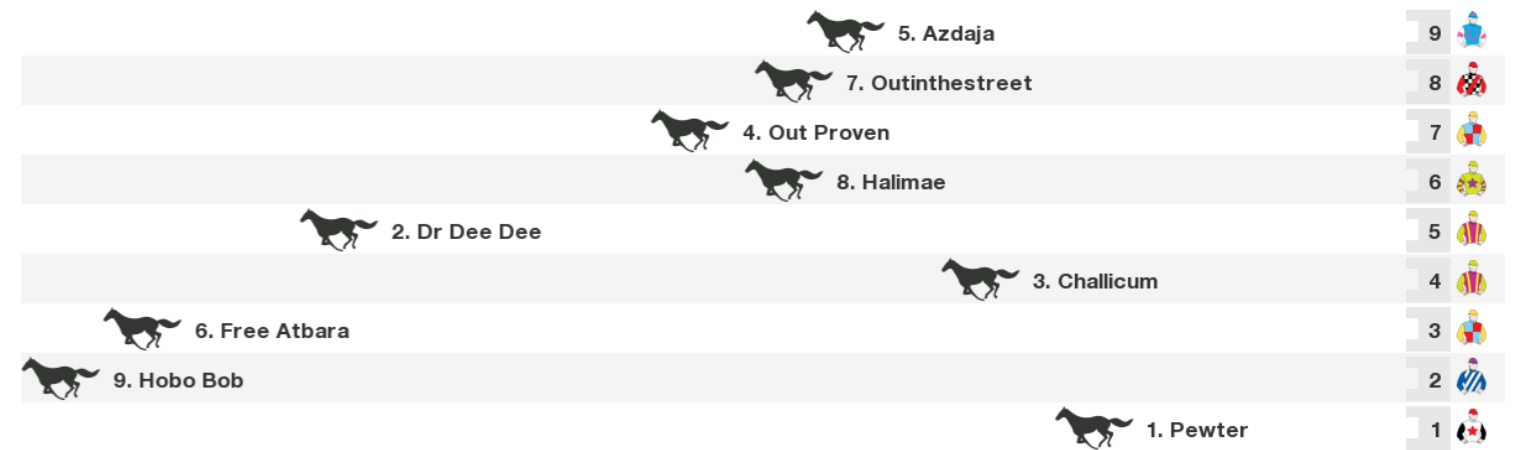 5. Azdaja 9
7. Outinthestreet 8
4. Out Proven 7
8. Halimae 6
2. Dr Dee Dee 5
3. Challicum 4
6. Free Atbara 3
9. Hobo Bob 2
1. Pewter 1